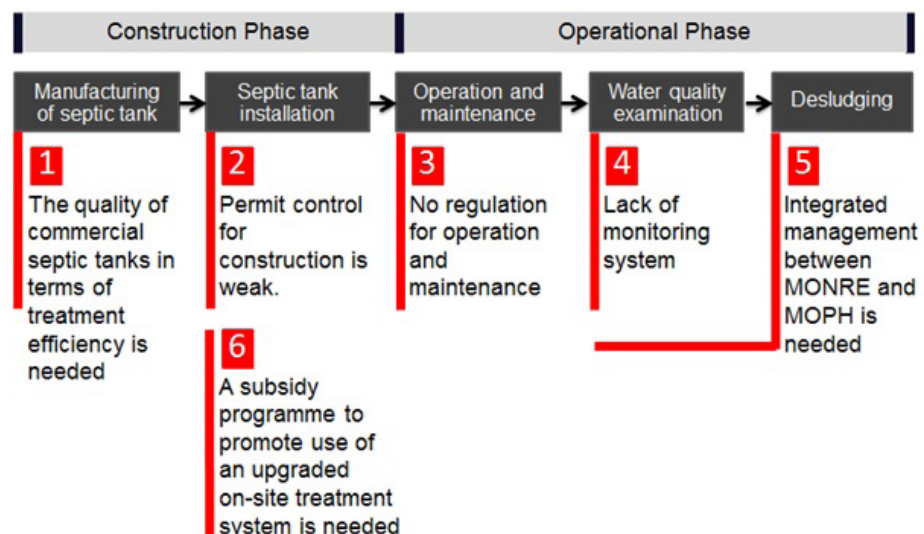 Construction Phase
Operational Phase
Manufacturing
of septic tank
Septic tank
installation
Operation and
maintenance
Water quality
examination
Desludging
1
The quality of
commercial
septic tanks in
terms of
treatment
efficiency is
needed
2
Permit control
for
construction is
weak.
3
No regulation
for operation
and
maintenance
4
Lack of
monitoring
system
5
Integrated
management
between
MONRE and
MOPH is
needed
6
A subsidy
programme to
promote use of
an upgraded
on-site treatment
system is needed